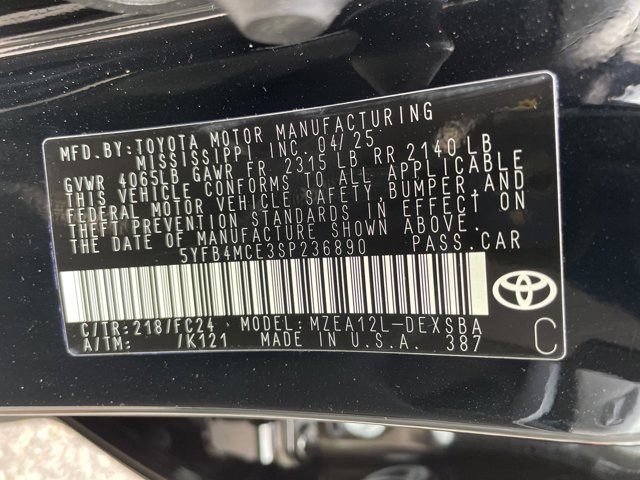 MFD. BY: TOYOTA MOTOR MANUFACTURING
MISSISSIPPI INC. 04/25
GVWR 4065LB GAWR FR 2315 LB RR 2140 LB
THIS VEHICLE CONFORMS TO ALL APPLICABLE
FEDERAL MOTOR VEHICLE SAFETY, BUMPER,AND
THEFT PREVENTION STANDARDS IN EFFECT ON
THE DATE OF MANUFACTURE SHOWN ABOVE.
5YFB4MCE3SP236890 PASS.CAR
C/TR:218/FC24 MODEL:MZEA12L-DEXSBA
A/TM: /K121 MADE IN U.S.A. 387
C